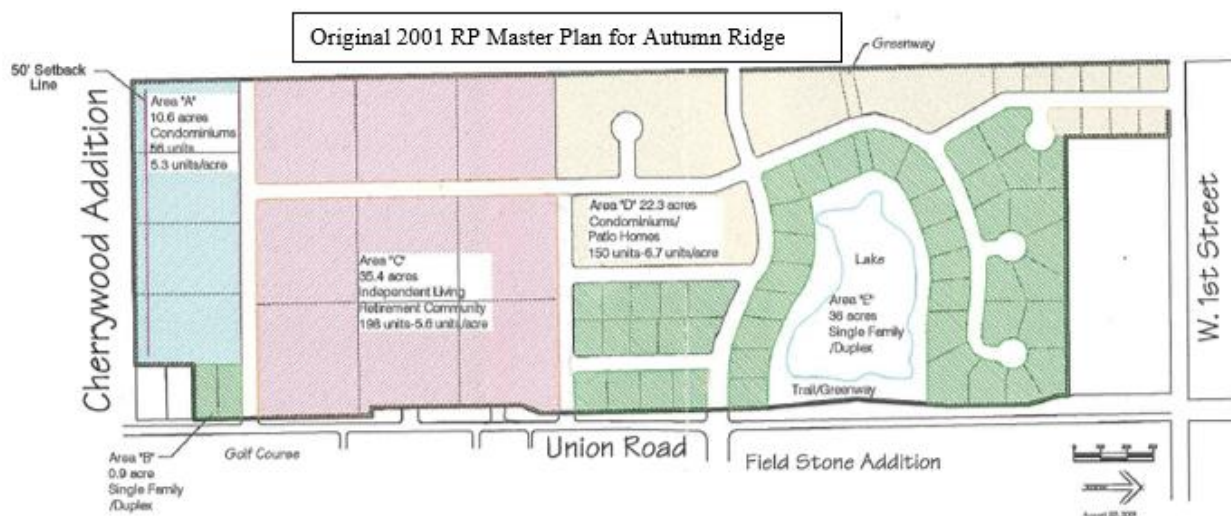 Original 2001 RP Master Plan for Autumn Ridge
Greenway
50' Setback
Line
Cherrywood Addition
Area "A"
10.6 acres
Condominiums
56 units
5.3 units/acre
Area "D" 22.3 acres
Condominiums/
Patio Homes
150 units-6.7 units/acre
Area "C"
35.4 acres
Independent Living
Retirement Community
198 units-5.6 units/acre
Lake
Area "E"
36 acres
Single Family
/Duplex
Trail/Greenway
W. 1st Street
Golf Course
Union Road
Field Stone Addition
Area "B"
0.9 acre
Single Family
/Duplex